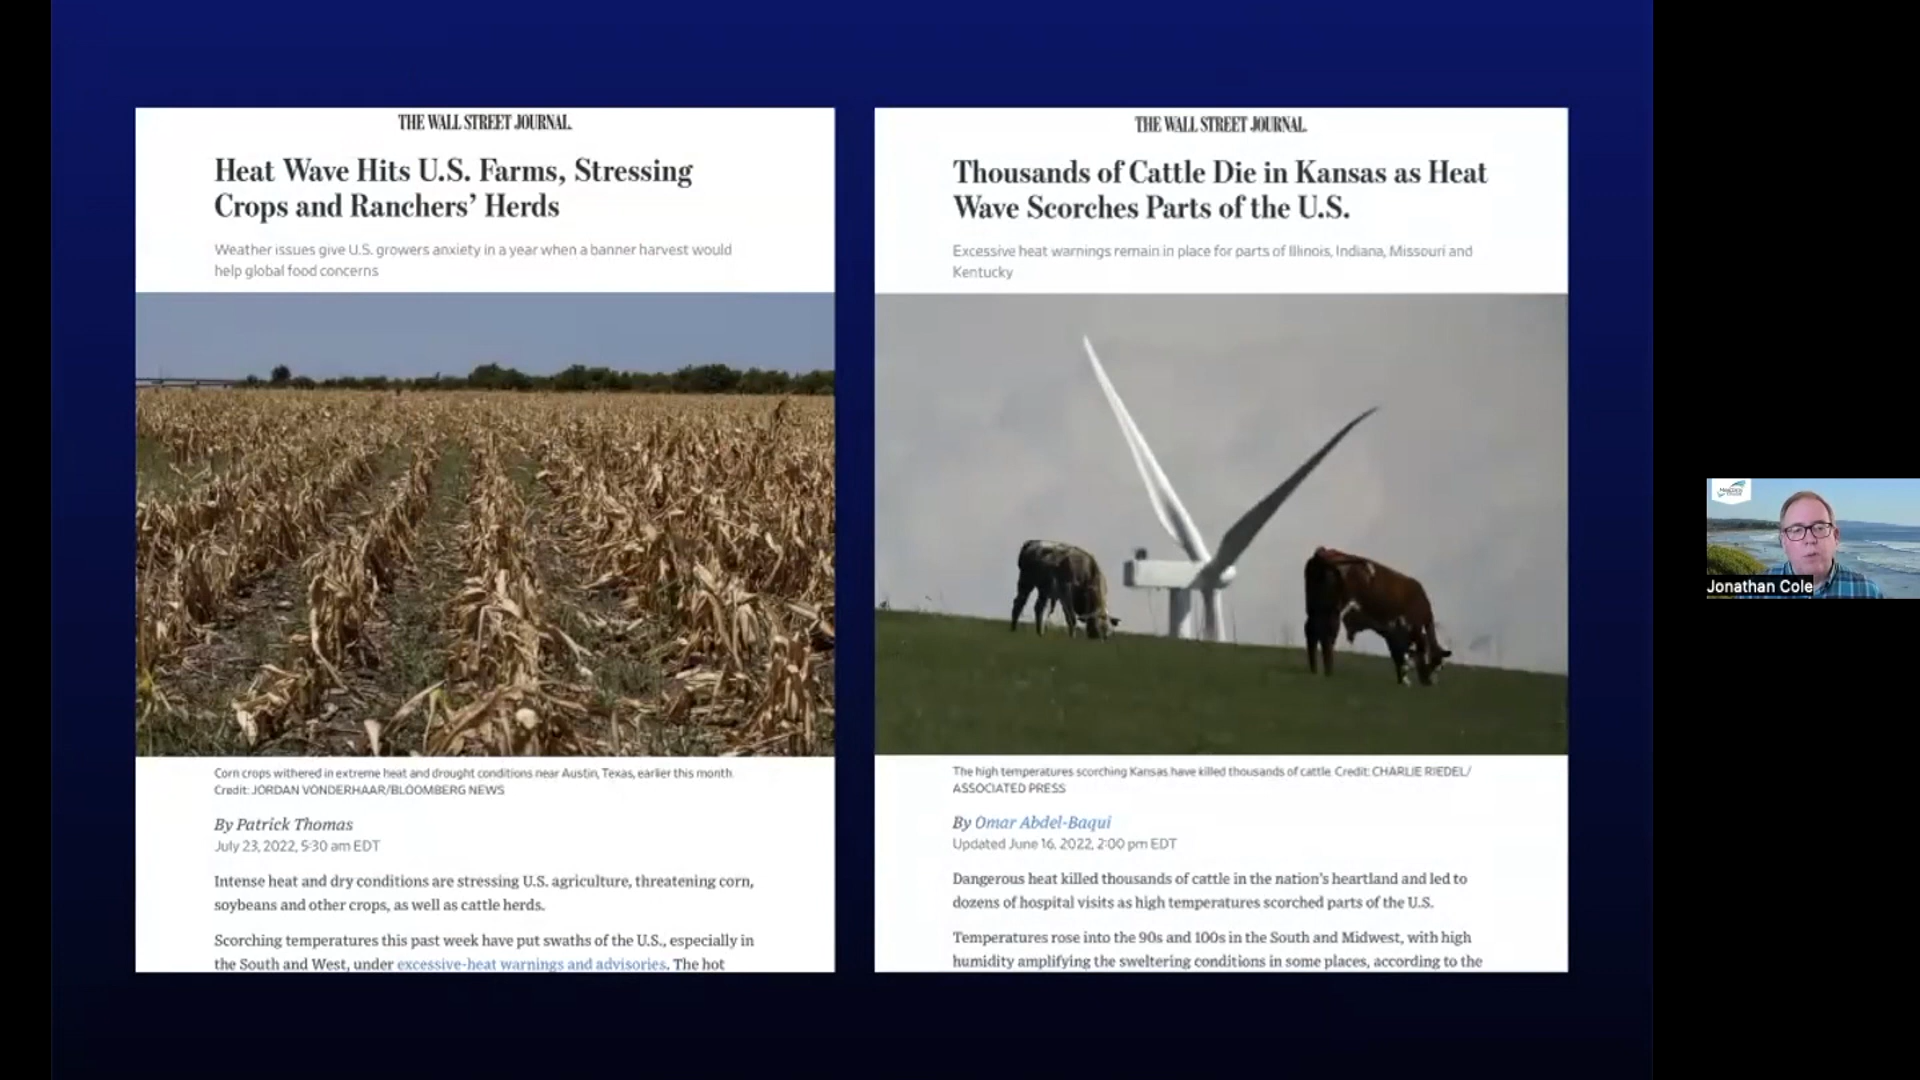 THE WALL STREET JOURNAL.
Heat Wave Hits U.S. Farms, Stressing
Crops and Ranchers’ Herds
Weather issues give U.S. growers anxiety in a year when a banner harvest would
help global food concerns
Corn crops withered in extreme heat and drought conditions near Austin, Texas, earlier this month.
Credit: JORDAN VONDERHAAR/BLOOMBERG NEWS
By Patrick Thomas
July 23, 2022, 5:30 am EDT
Intense heat and dry conditions are stressing U.S. agriculture, threatening corn,
soybeans and other crops, as well as cattle herds.
Scorching temperatures this past week have put swaths of the U.S., especially in
the South and West, under excessive-heat warnings and advisories. The hot
THE WALL STREET JOURNAL.
Thousands of Cattle Die in Kansas as Heat
Wave Scorches Parts of the U.S.
Excessive heat warnings remain in place for parts of Illinois, Indiana, Missouri and
Kentucky
The high temperatures scorching Kansas have killed thousands of cattle. Credit: CHARLIE RIEDEL/
ASSOCIATED PRESS
By Omar Abdel-Baqui
Updated June 16, 2022, 2:00 pm EDT
Dangerous heat killed thousands of cattle in the nation’s heartland and led to
dozens of hospital visits as high temperatures scorched parts of the U.S.
Temperatures rose into the 90s and 100s in the South and Midwest, with high
humidity amplifying the sweltering conditions in some places, according to the
Jonathan Cole